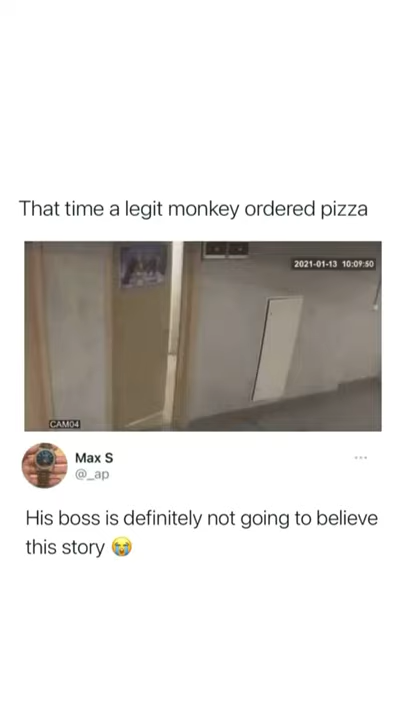 That time a legit monkey ordered pizza
2021-01-13 10:09:50
CAM04
Max S
@_ap
His boss is definitely not going to believe
this story 😭